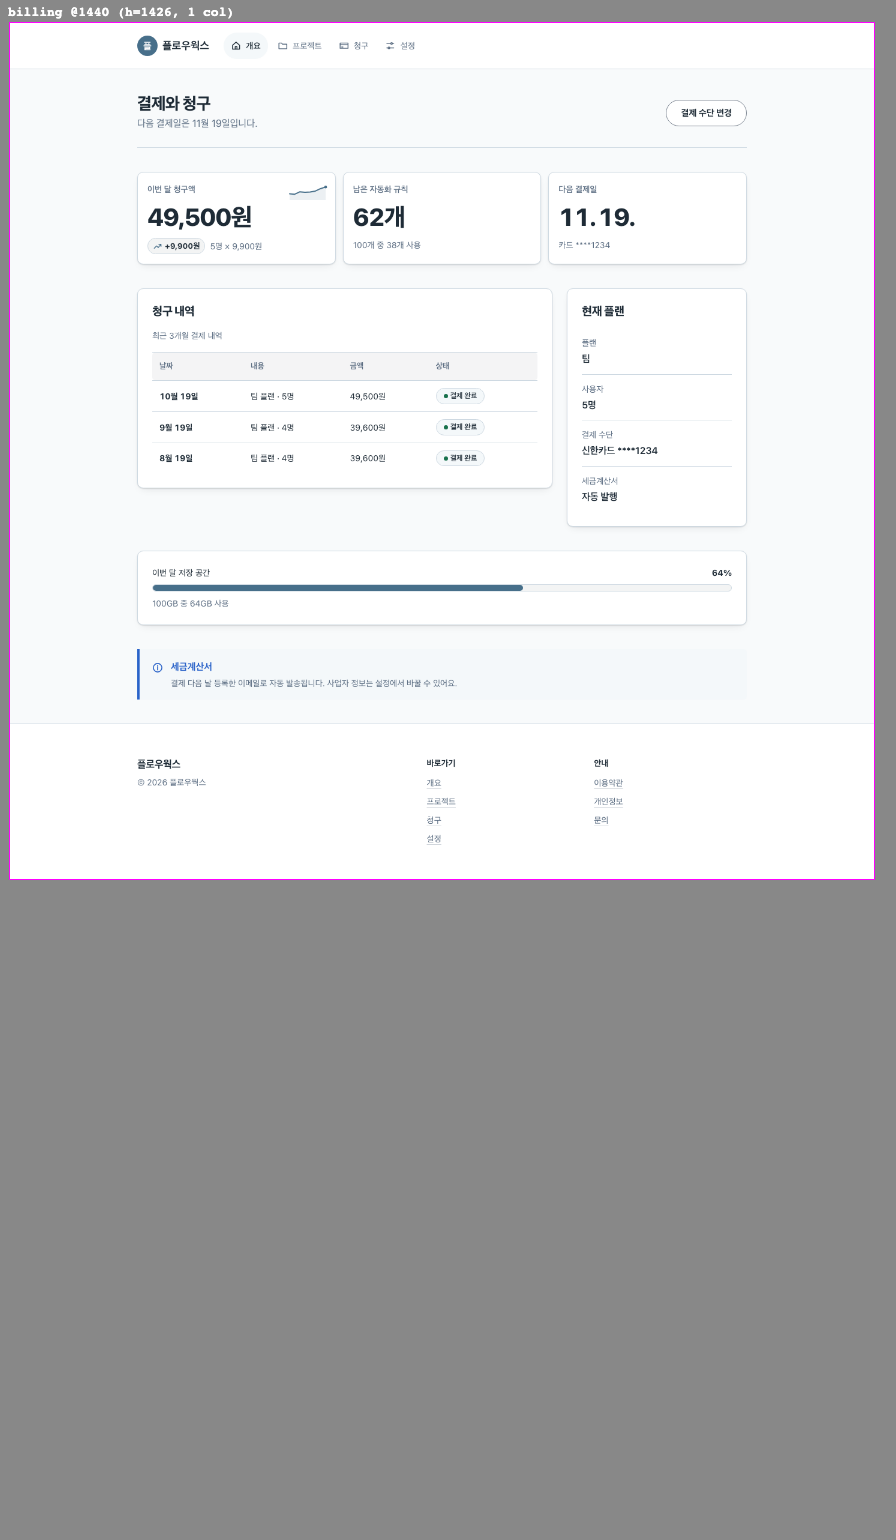 billing @1440 (h=1426, 1 col)
플 플로우웍스 개요 프로젝트 청구 설정
결제와 청구
다음 결제일은 11월 19일입니다.
결제 수단 변경
이번 달 청구액
49,500원
+9,900원 5명 × 9,900원
남은 자동화 규칙
62개
100개 중 38개 사용
다음 결제일
11. 19.
카드 ****1234
청구 내역
최근 3개월 결제 내역
날짜 내용 금액 상태
10월 19일 팀 플랜 · 5명 49,500원 결제 완료
9월 19일 팀 플랜 · 4명 39,600원 결제 완료
8월 19일 팀 플랜 · 4명 39,600원 결제 완료
현재 플랜
플랜
팀
사용자
5명
결제 수단
신한카드 ****1234
세금계산서
자동 발행
이번 달 저장 공간 64%
100GB 중 64GB 사용
세금계산서
결제 다음 날 등록한 이메일로 자동 발송됩니다. 사업자 정보는 설정에서 바꿀 수 있어요.
플로우웍스
© 2026 플로우웍스
바로가기
개요
프로젝트
청구
설정
안내
이용약관
개인정보
문의